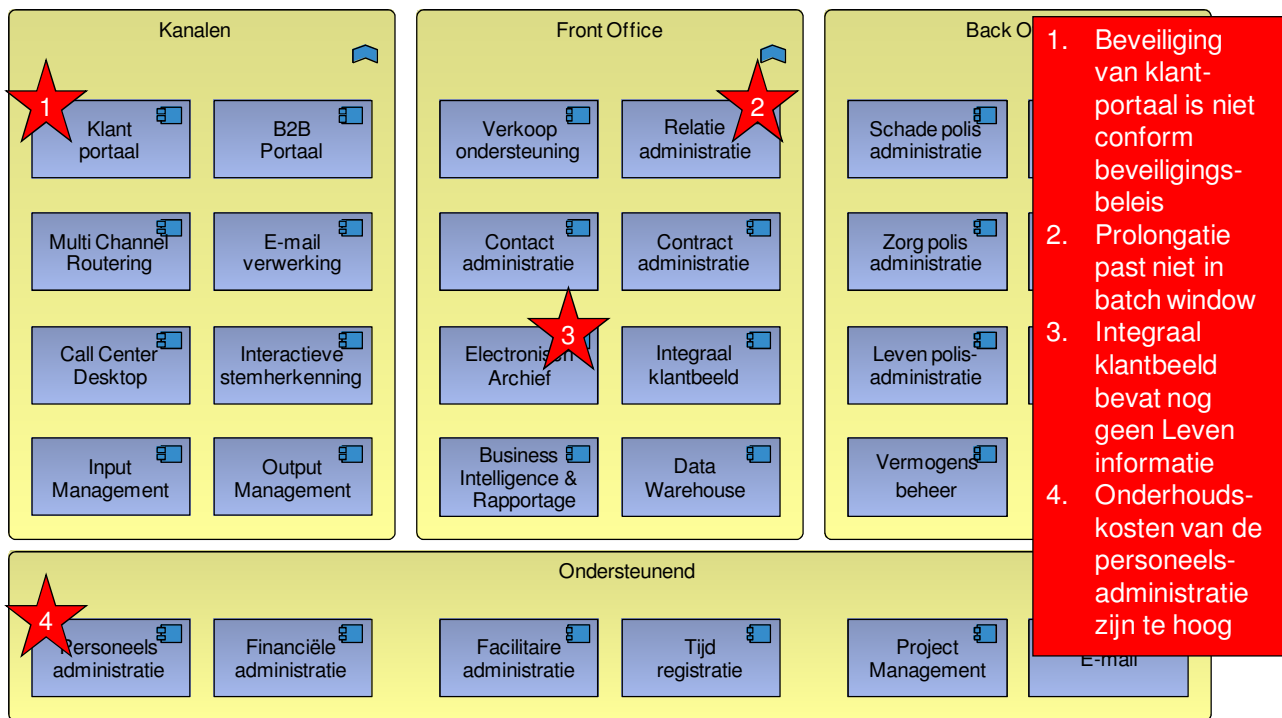 Kanalen
1
Klant
portaal
B2B
Portaal
Multi Channel
Routering
E-mail
verwerking
Call Center
Desktop
Interactieve
stemherkenning
Input
Management
Output
Management
Front Office
2
Verkoop
ondersteuning
Relatie
administratie
Contact
administratie
Contract
administratie
3
Electronisch
Archief
Integraal
klantbeeld
Business
Intelligence &
Rapportage
Data
Warehouse
Back O
Schade polis
administratie
Zorg polis
administratie
Leven polis-
administratie
Vermogens
beheer
Ondersteunend
4
Personeels
administratie
Financiële
administratie
Facilitaire
administratie
Tijd
registratie
Project
Management
E-mail
1. Beveiliging
van klant-
portaal is niet
conform
beveiligings-
beleis
2. Prolongatie
past niet in
batch window
3. Integraal
klantbeeld
bevat nog
geen Leven
informatie
4. Onderhouds-
kosten van de
personeels-
administratie
zijn te hoog